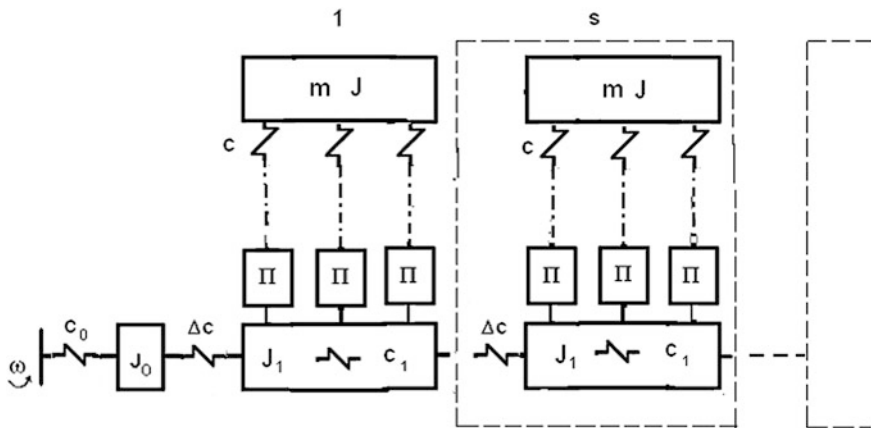 1 s
m J m J
c c
П П П П П П
c₀ Δc Δc
ω J₀ J₁ c₁ J₁ c₁